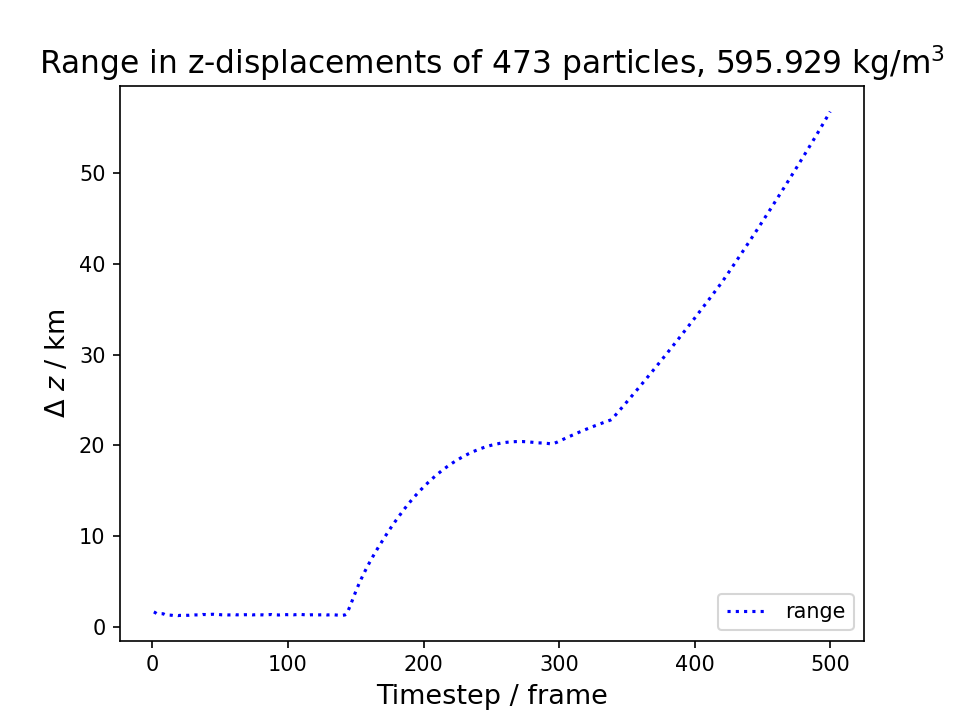 Range in z-displacements of 473 particles, 595.929 kg/m³
Δ z / km
50
40
30
20
10
0
range
0 100 200 300 400 500
Timestep / frame